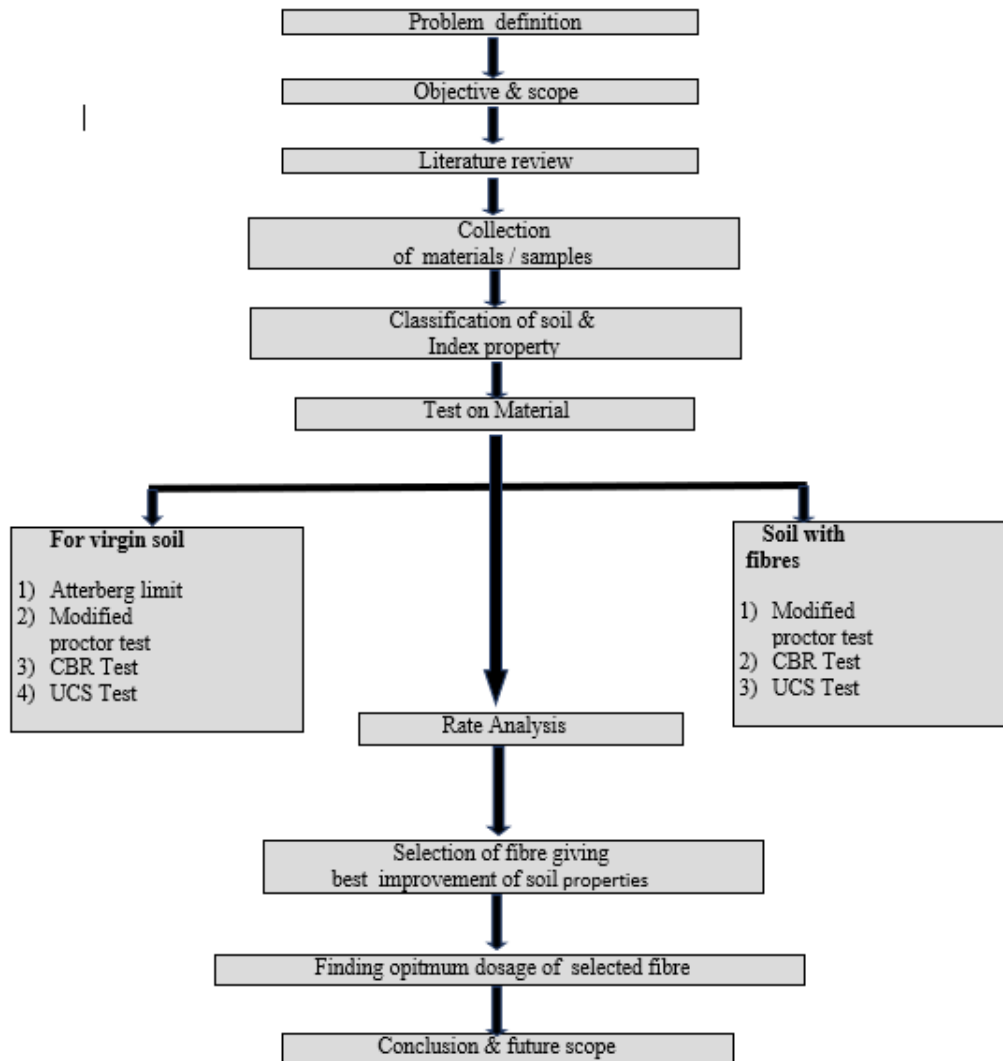 Problem definition
Objective & scope
Literature review
Collection
of materials / samples
Classification of soil &
Index property
Test on Material
For virgin soil
1) Atterberg limit
2) Modified
proctor test
3) CBR Test
4) UCS Test
Soil with
fibres
1) Modified
proctor test
2) CBR Test
3) UCS Test
Rate Analysis
Selection of fibre giving
best improvement of soil properties
Finding opitmum dosage of selected fibre
Conclusion & future scope